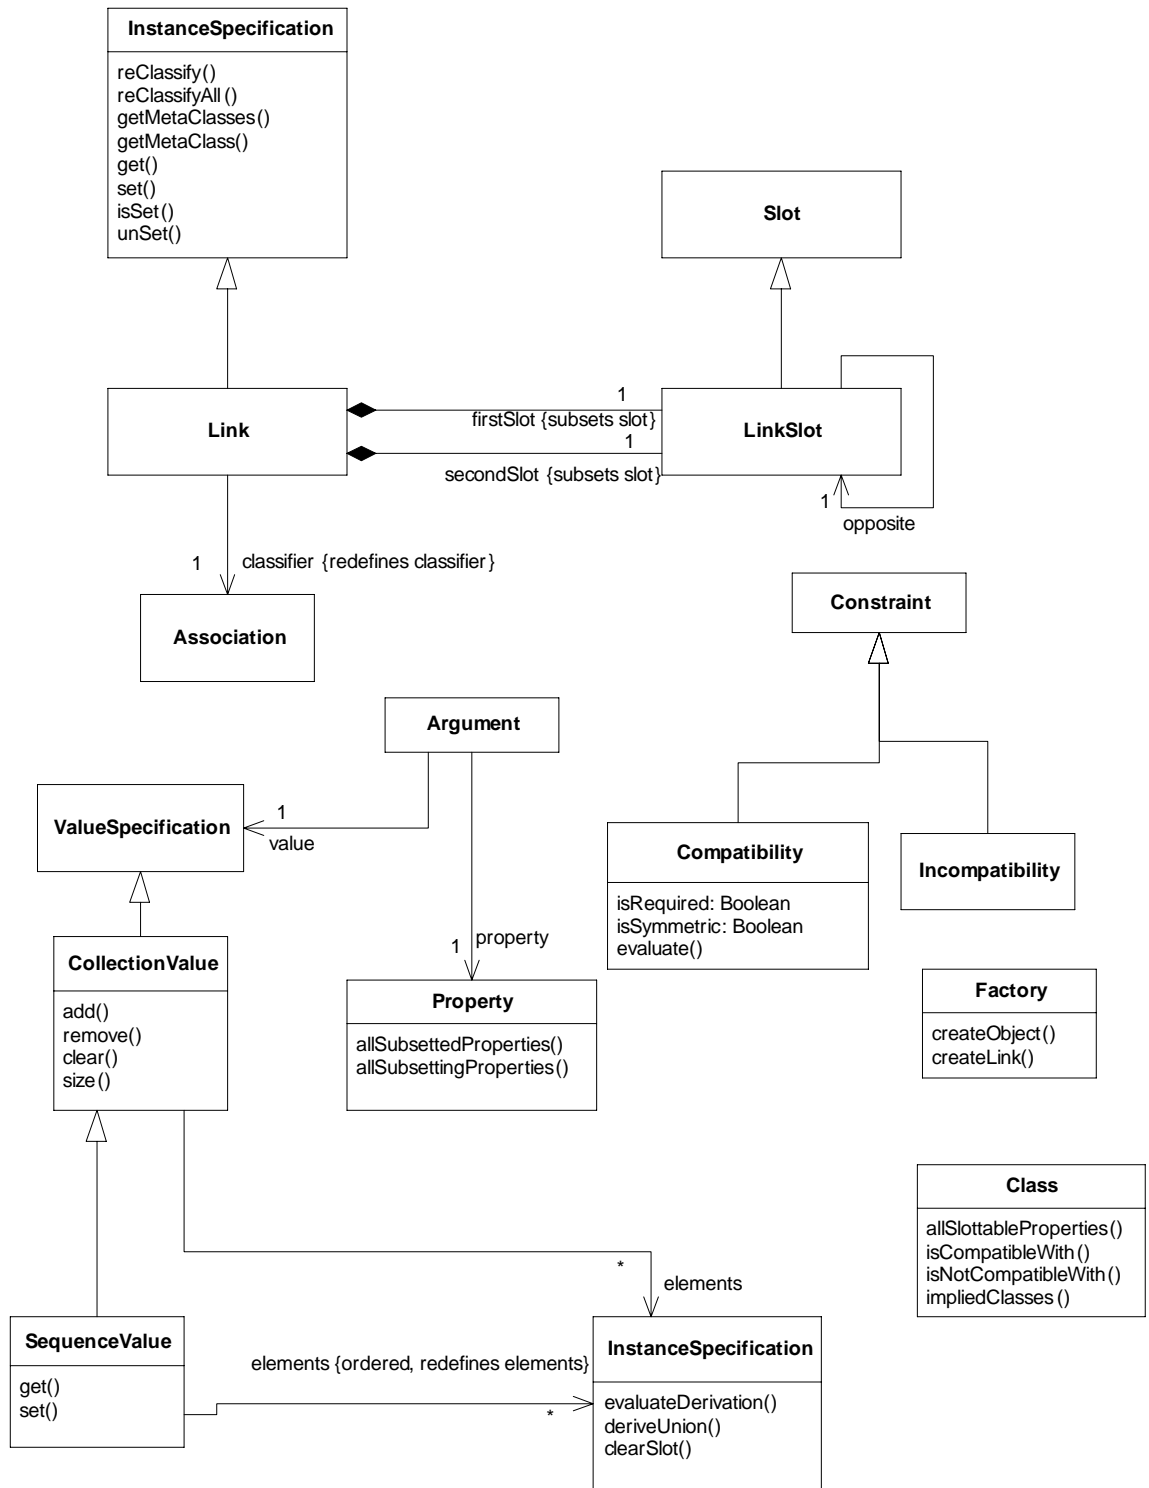 InstanceSpecification
reClassify()
reClassifyAll()
getMetaClasses()
getMetaClass()
get()
set()
isSet()
unSet()
Slot
Link
1
firstSlot {subsets slot}
1
secondSlot {subsets slot}
LinkSlot
1
opposite
1
classifier {redefines classifier}
Association
Constraint
Argument
ValueSpecification
1
value
Compatibility
isRequired: Boolean
isSymmetric: Boolean
evaluate()
Incompatibility
CollectionValue
add()
remove()
clear()
size()
1
property
Property
allSubsettedProperties()
allSubsettingProperties()
Factory
createObject()
createLink()
Class
allSlottableProperties()
isCompatibleWith()
isNotCompatibleWith()
impliedClasses()
*
elements
SequenceValue
get()
set()
elements {ordered, redefines elements}
*
InstanceSpecification
evaluateDerivation()
deriveUnion()
clearSlot()